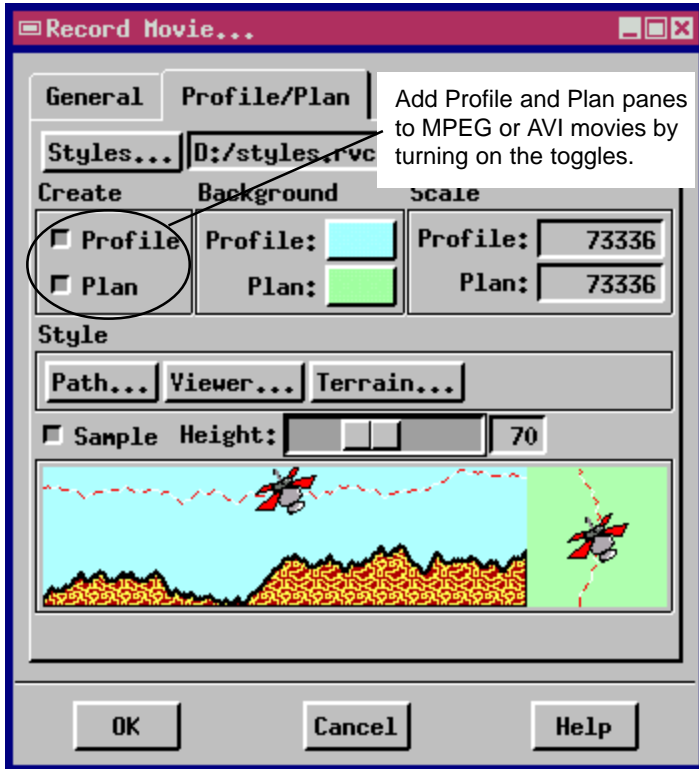 Record Movie...
General Profile/Plan
Add Profile and Plan panes
to MPEG or AVI movies by
turning on the toggles.
Styles... D:/styles.rvc
Create Background Scale
Profile Profile: Profile: 73336
Plan Plan: Plan: 73336
Style
Path... Viewer... Terrain...
Sample Height: 70
OK Cancel Help